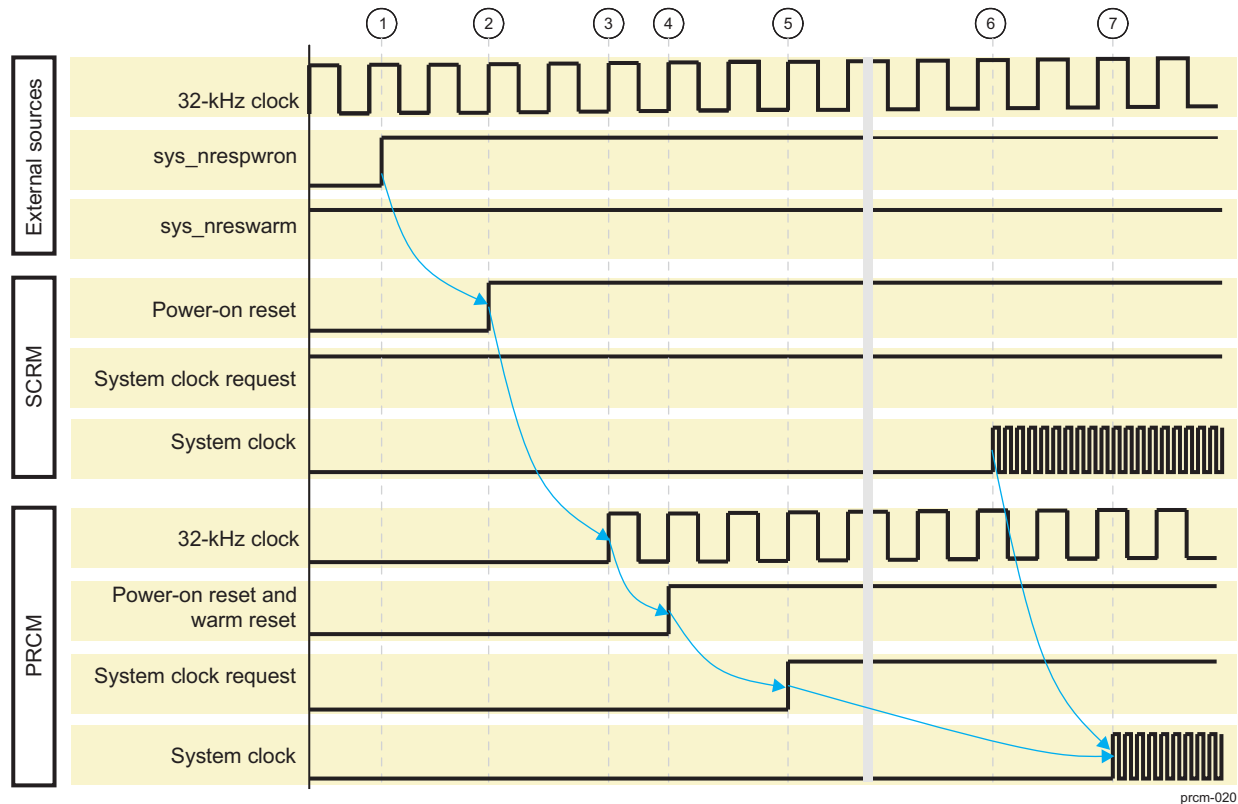 1 2 3 4 5 6 7
External sources
32-kHz clock
sys_nrespwron
sys_nreswarm
SCRM
Power-on reset
System clock request
System clock
PRCM
32-kHz clock
Power-on reset and
warm reset
System clock request
System clock
prcm-020